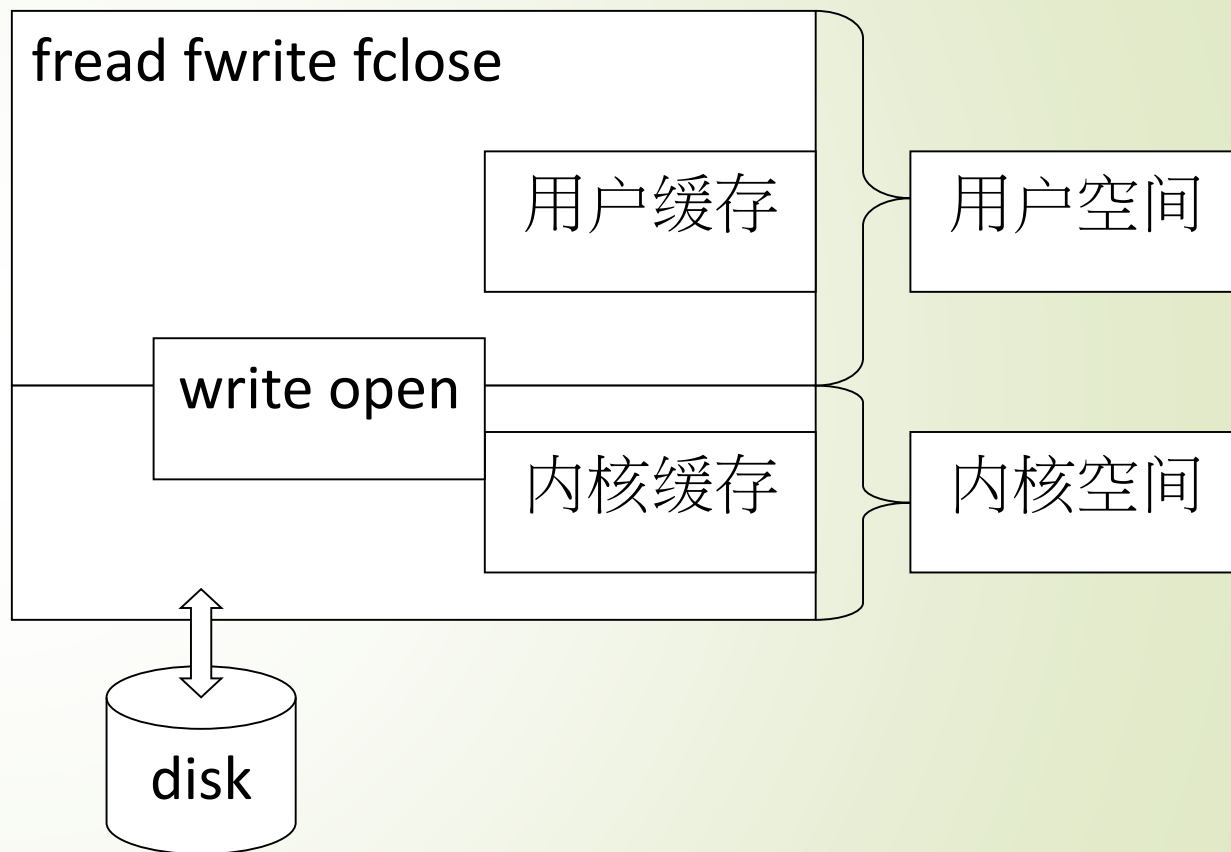 fread fwrite fclose
用户缓存
用户空间
write open
内核缓存
内核空间
disk